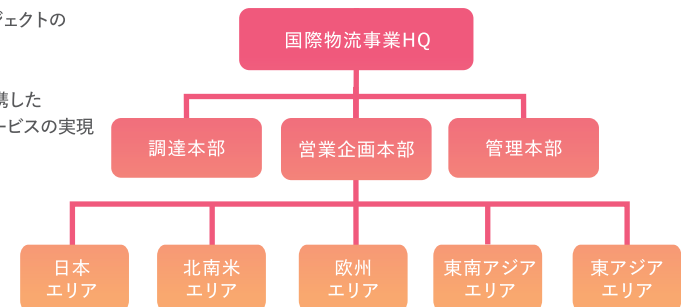 ジェクトの
携した
ービスの実現
国際物流事業HQ
調達本部
営業企画本部
管理本部
日本
エリア
北南米
エリア
欧州
エリア
東南アジア
エリア
東アジア
エリア